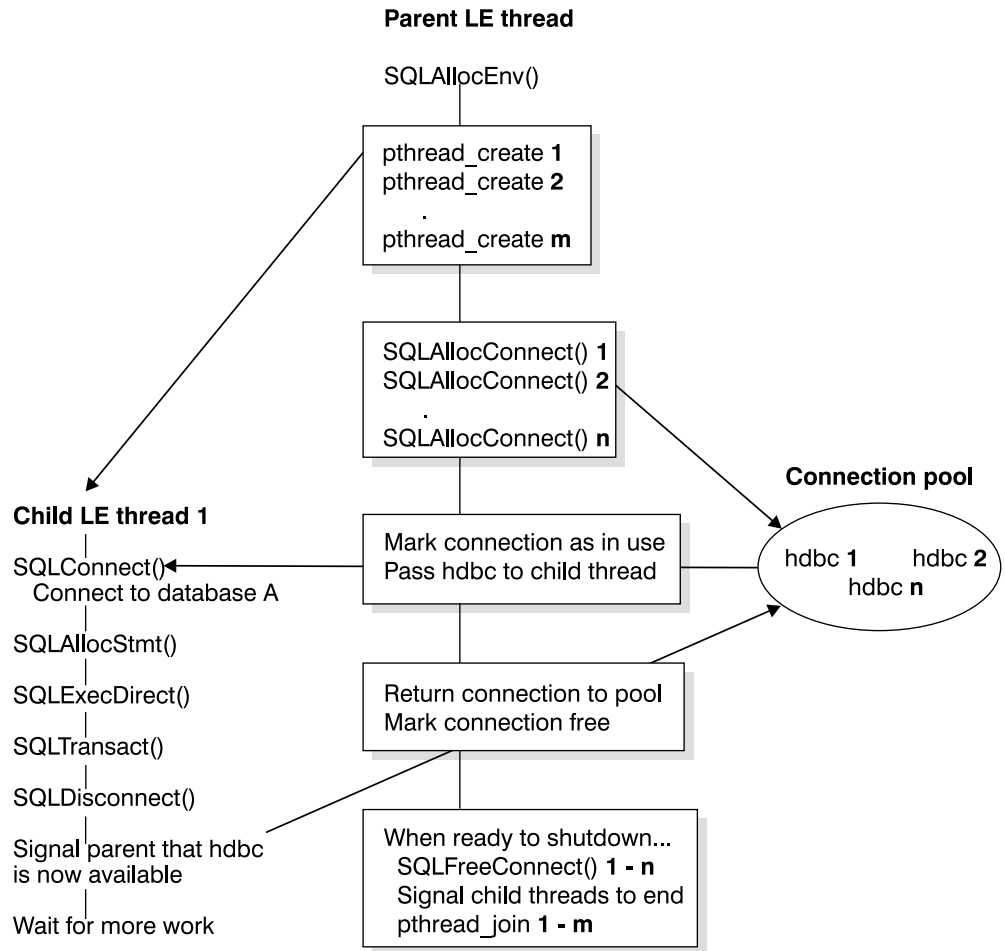 Parent LE thread
SQLAllocEnv()
pthread_create 1
pthread_create 2
.
pthread_create m
SQLAllocConnect() 1
SQLAllocConnect() 2
.
SQLAllocConnect() n
Connection pool
hdbc 1 hdbc 2
hdbc n
Mark connection as in use
Pass hdbc to child thread
Return connection to pool
Mark connection free
When ready to shutdown...
SQLFreeConnect() 1 - n
Signal child threads to end
pthread_join 1 - m
Child LE thread 1
SQLConnect()
Connect to database A
SQLAllocStmt()
SQLExecDirect()
SQLTransact()
SQLDisconnect()
Signal parent that hdbc
is now available
Wait for more work